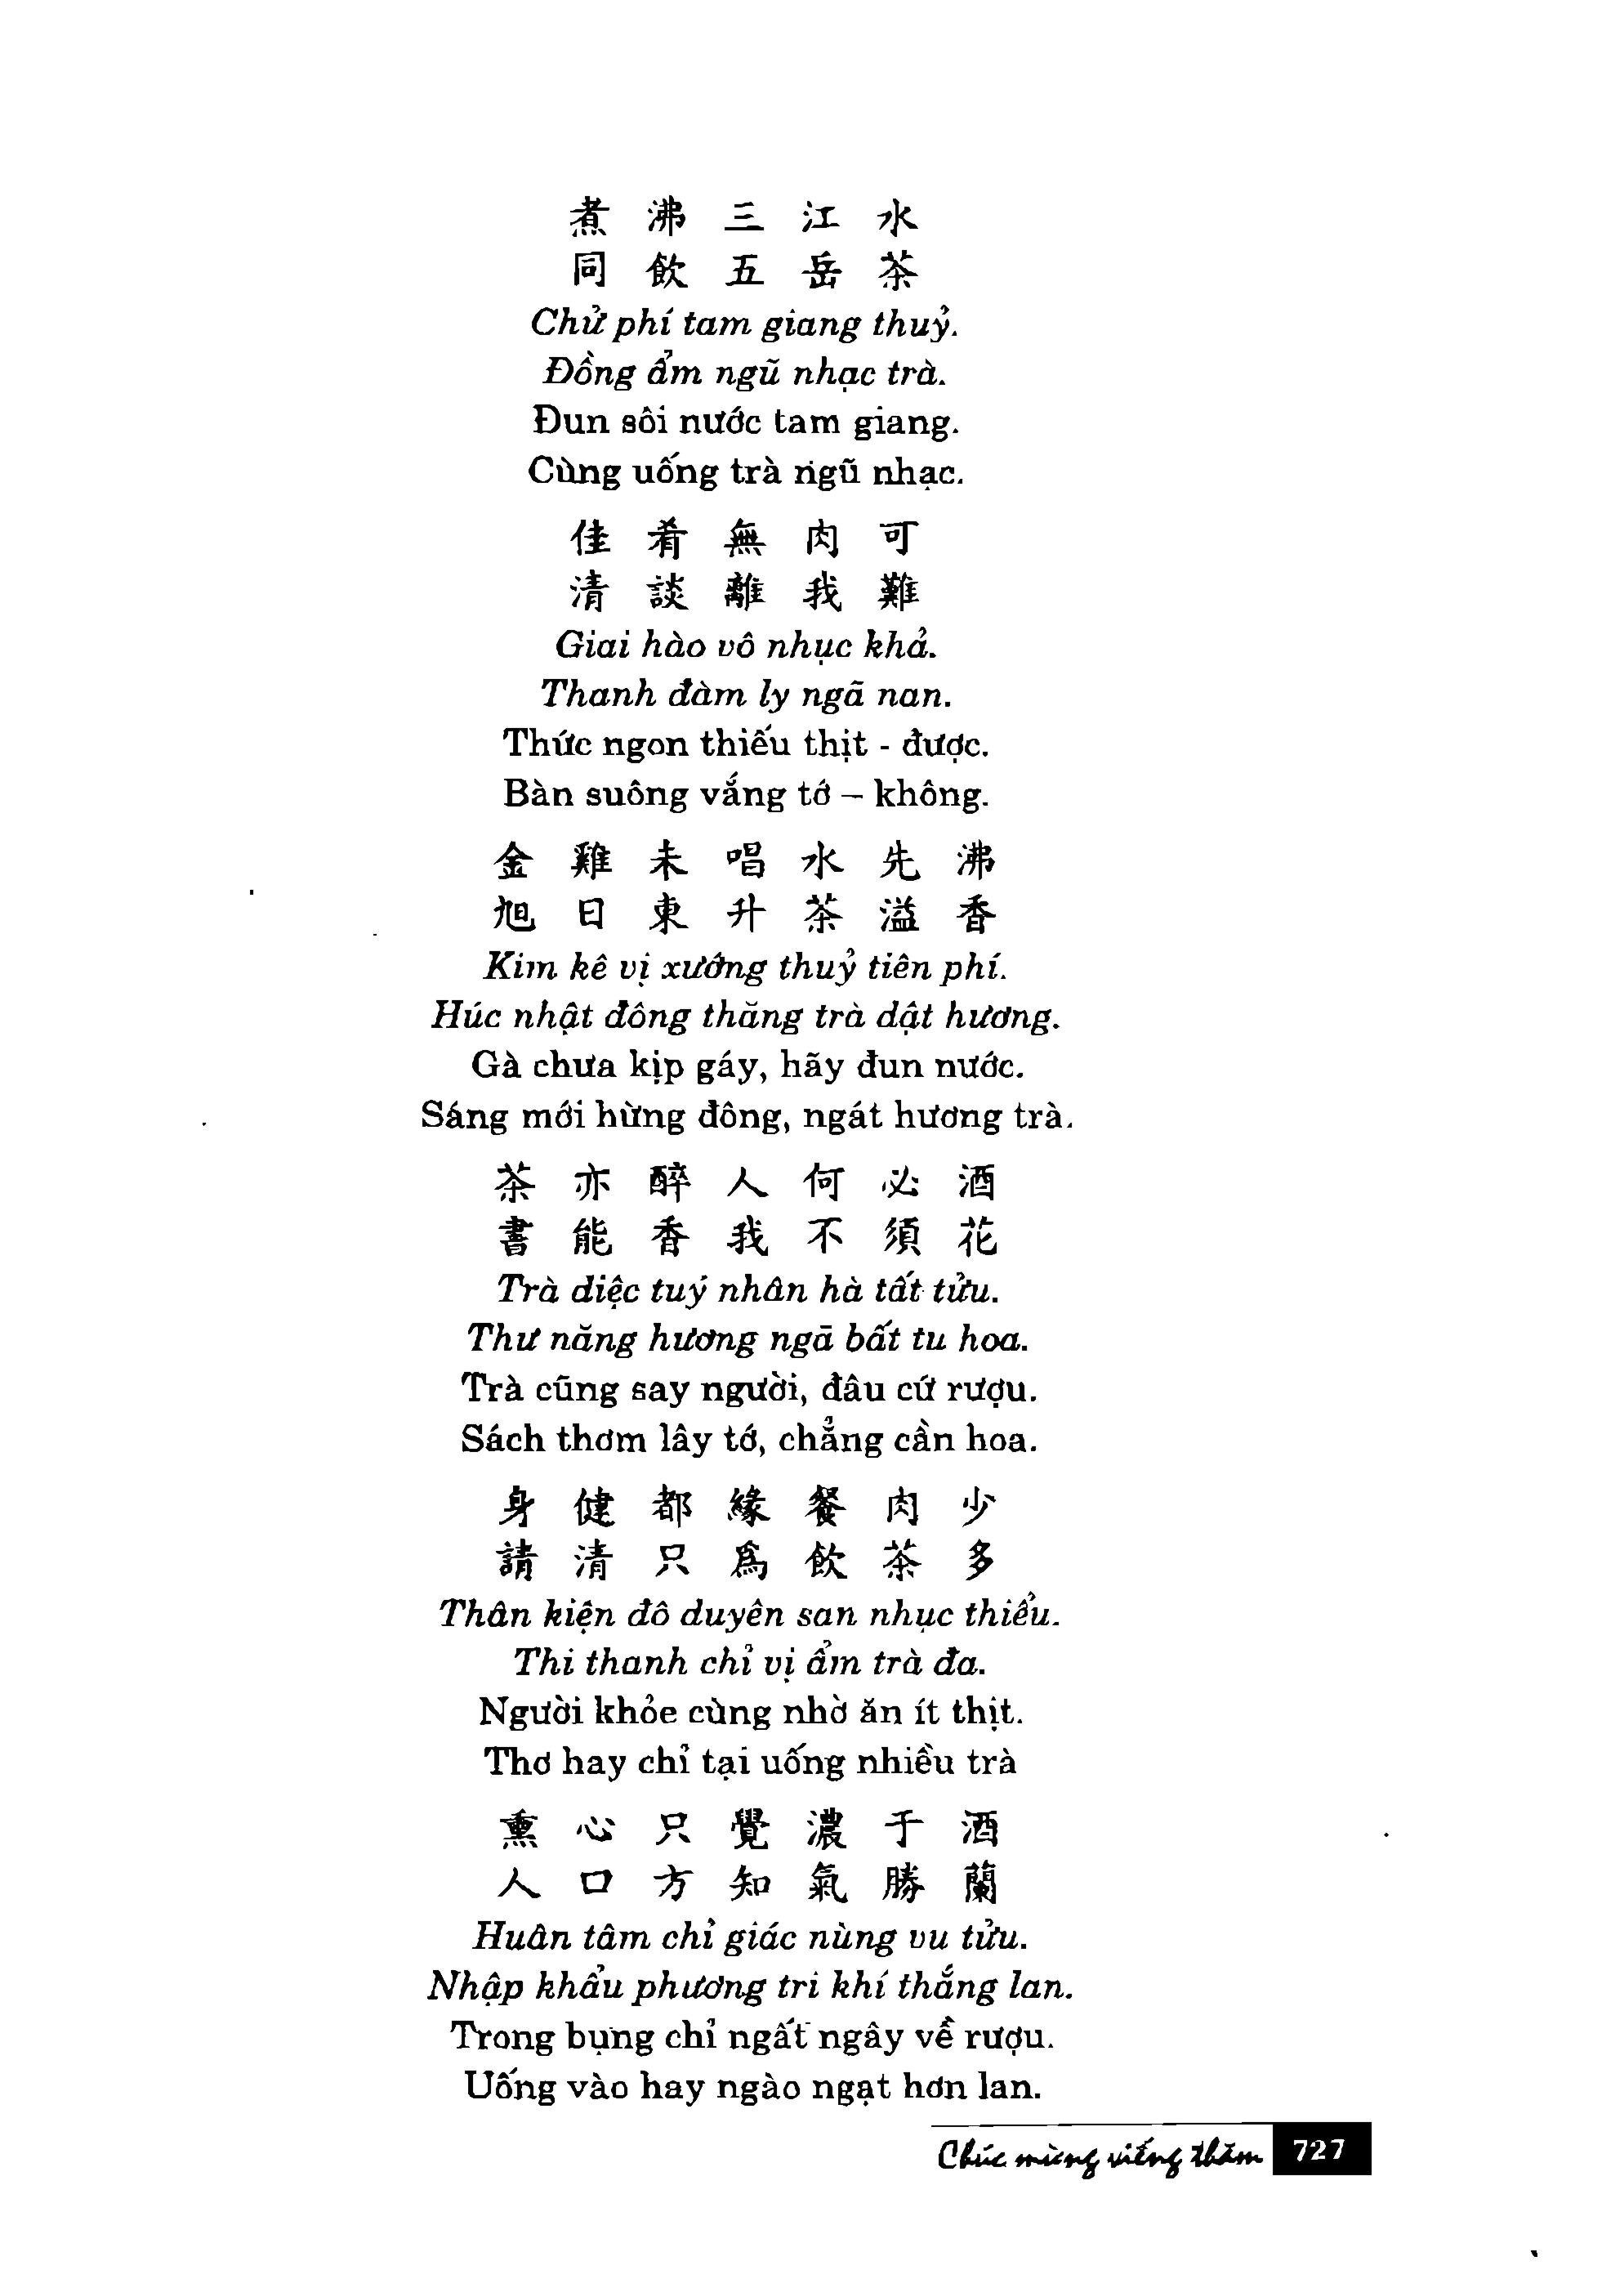 煮沸三江水
同飲五岳茶
Chử phí tam giang thuỷ.
Đồng ẩm ngũ nhạc trà.
Đun sôi nước tam giang.
Cùng uống trà ngũ nhạc.
佳肴無肉可
清談離我難
Giai hào vô nhục khả.
Thanh đàm ly ngã nan.
Thức ngon thiếu thịt - được.
Bàn suông vắng tớ – không.
金雞未唱水先沸
旭日東升茶溢香
Kim kê vị xướng thuỷ tiên phí.
Húc nhật đông thăng trà dật hương.
Gà chưa kịp gáy, hãy đun nước.
Sáng mới hừng đông, ngát hương trà.
茶亦醉人何必酒
書能香我不須花
Trà diệc tuý nhân hà tất tửu.
Thư năng hương ngã bất tu hoa.
Trà cũng say người, đâu cứ rượu.
Sách thơm lây tớ, chẳng cần hoa.
身健都緣餐肉少
請清只爲飲茶多
Thân kiện đô duyên san nhục thiểu.
Thi thanh chỉ vị ẩm trà đa.
Người khỏe cùng nhờ ăn ít thịt.
Thơ hay chỉ tại uống nhiều trà
熏心只覺濃于酒
人口方知氣勝蘭
Huân tâm chỉ giác nùng vu tửu.
Nhập khẩu phương tri khí thắng lan.
Trong bụng chỉ ngất ngây về rượu.
Uống vào hay ngào ngạt hơn lan.
Chúc mừng viếng thăm 727